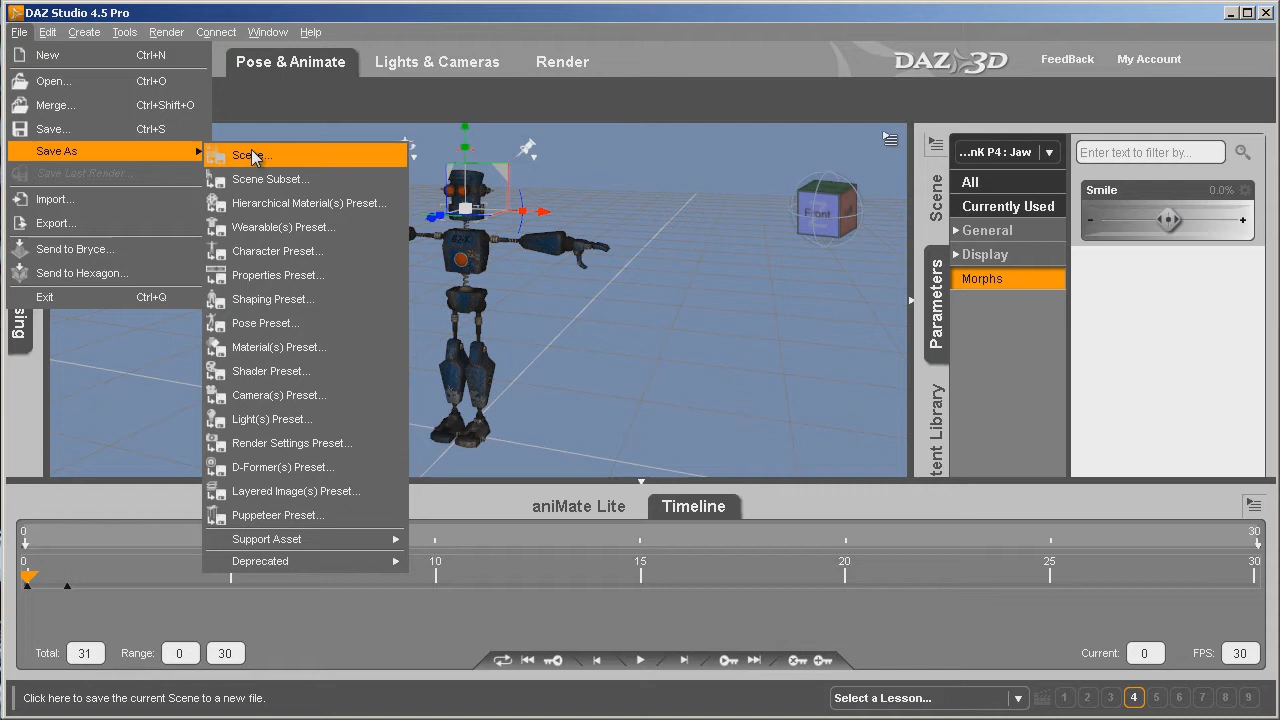 DAZ Studio 4.5 Pro
File Edit Create Tools Render Connect Window Help
New Ctrl+N
Open... Ctrl+O
Merge... Ctrl+Shift+O
Save... Ctrl+S
Save As
Save Last Render...
Import...
Export...
Send to Bryce...
Send to Hexagon...
Exit Ctrl+Q
Scene Subset...
Hierarchical Material(s) Preset...
Wearable(s) Preset...
Character Preset...
Properties Preset...
Shaping Preset...
Pose Preset...
Material(s) Preset...
Shader Preset...
Camera(s) Preset...
Light(s) Preset...
Render Settings Preset...
D-Former(s) Preset...
Layered Image(s) Preset...
Puppeteer Preset...
Support Asset
Deprecated
Pose & Animate Lights & Cameras Render
DAZ 3D
FeedBack My Account
Front
Scene
Parameters
...nK P4 : Jaw
Enter text to filter by...
All
Currently Used
General
Display
Morphs
Smile 0.0%
- +
aniMate Lite Timeline
0 30
0 10 15 20 25 30
Total: 31 Range: 0 30
Current: 0 FPS: 30
Click here to save the current Scene to a new file.
Select a Lesson...
1 2 3 4 5 6 7 8 9